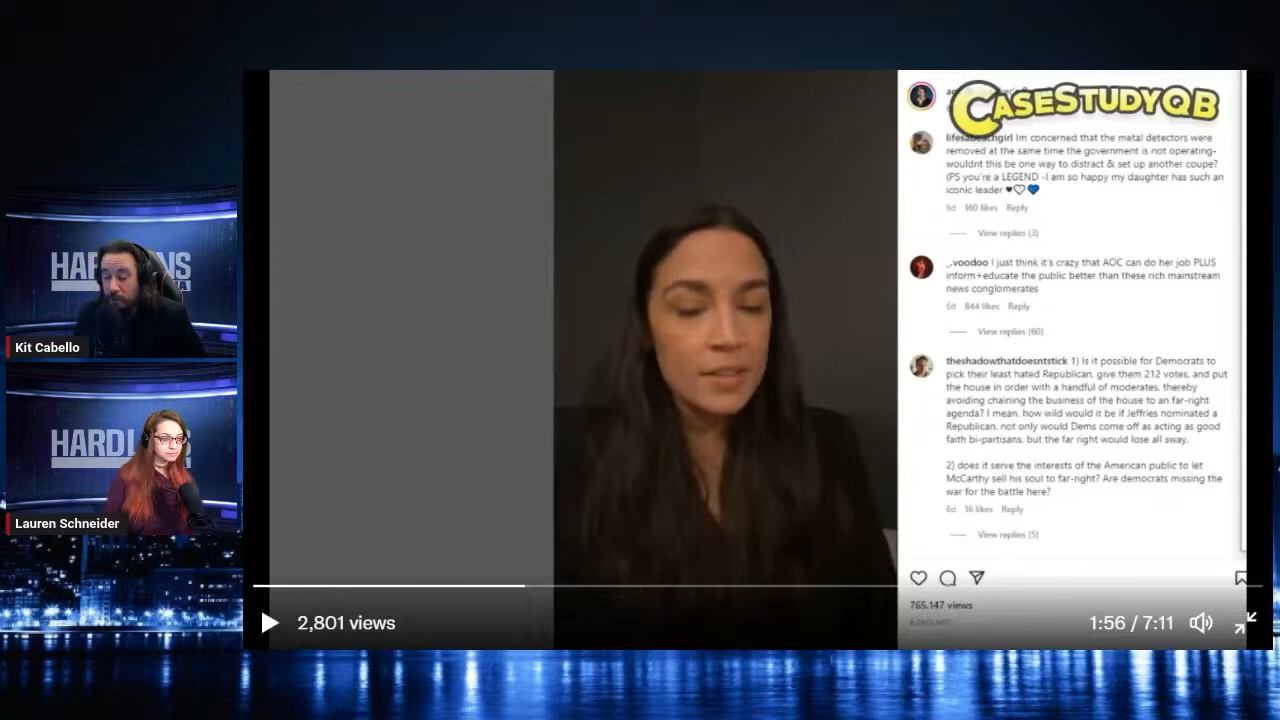 CASESTUDYQB
lifesabeachgirl Im concerned that the metal detectors were
removed at the same time the government is not operating-
wouldnt this be one way to distract & set up another coupe?
(PS you're a LEGEND -I am so happy my daughter has such an
iconic leader ♥🤍💙
6d 160 likes Reply
View replies (3)
_.voodoo I just think it's crazy that AOC can do her job PLUS
inform+educate the public better than these rich mainstream
news conglomerates
6d 844 likes Reply
View replies (60)
theshadowthatdoesntstick 1) Is it possible for Democrats to
pick their least hated Republican, give them 212 votes, and put
the house in order with a handful of moderates, thereby
avoiding chaining the business of the house to an far-right
agenda? I mean, how wild would it be if Jeffries nominated a
Republican, not only would Dems come off as acting as good
faith bi-partisans, but the far right would lose all sway.
2) does it serve the interests of the American public to let
McCarthy sell his soul to far-right? Are democrats missing the
war for the battle here?
6d 16 likes Reply
View replies (5)
765,147 views
2,801 views
1:56 / 7:11
Kit Cabello
Lauren Schneider